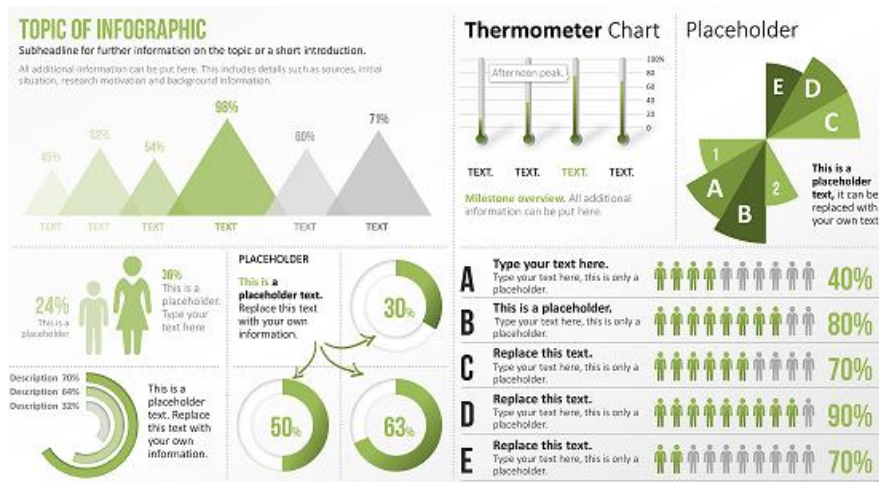 TOPIC OF INFOGRAPHIC
Subheadline for further information on the topic or a short introduction.
All additional information can be put here. This includes details such as sources, initial
situation, research motivation and background information.
98%
71%
62%
60%
54%
45%
TEXT TEXT TEXT TEXT TEXT TEXT
Thermometer Chart
Afternoon peak.
100%
80
60
40
20
0
TEXT. TEXT. TEXT. TEXT.
Milestone overview. All additional
information can be put here.
Placeholder
E
D
C
1
A
2
B
This is a
placeholder
text, it can be
replaced with
your own text
24%
This is a
placeholder
36%
This is a
placeholder.
Type your
text here
PLACEHOLDER
This is a
placeholder text.
Replace this text
with your own
information.
30%
50%
63%
Description 70%
Description 64%
Description 32%
This is a
placeholder
text. Replace
this text with
your own
information.
A Type your text here.
Type your text here, this is only a
placeholder.
40%
B This is a placeholder.
Type your text here, this is only a
placeholder.
80%
C Replace this text.
Type your text here, this is only a
placeholder.
70%
D Replace this text.
Type your text here, this is only a
placeholder.
90%
E Replace this text.
Type your text here, this is only a
placeholder.
70%